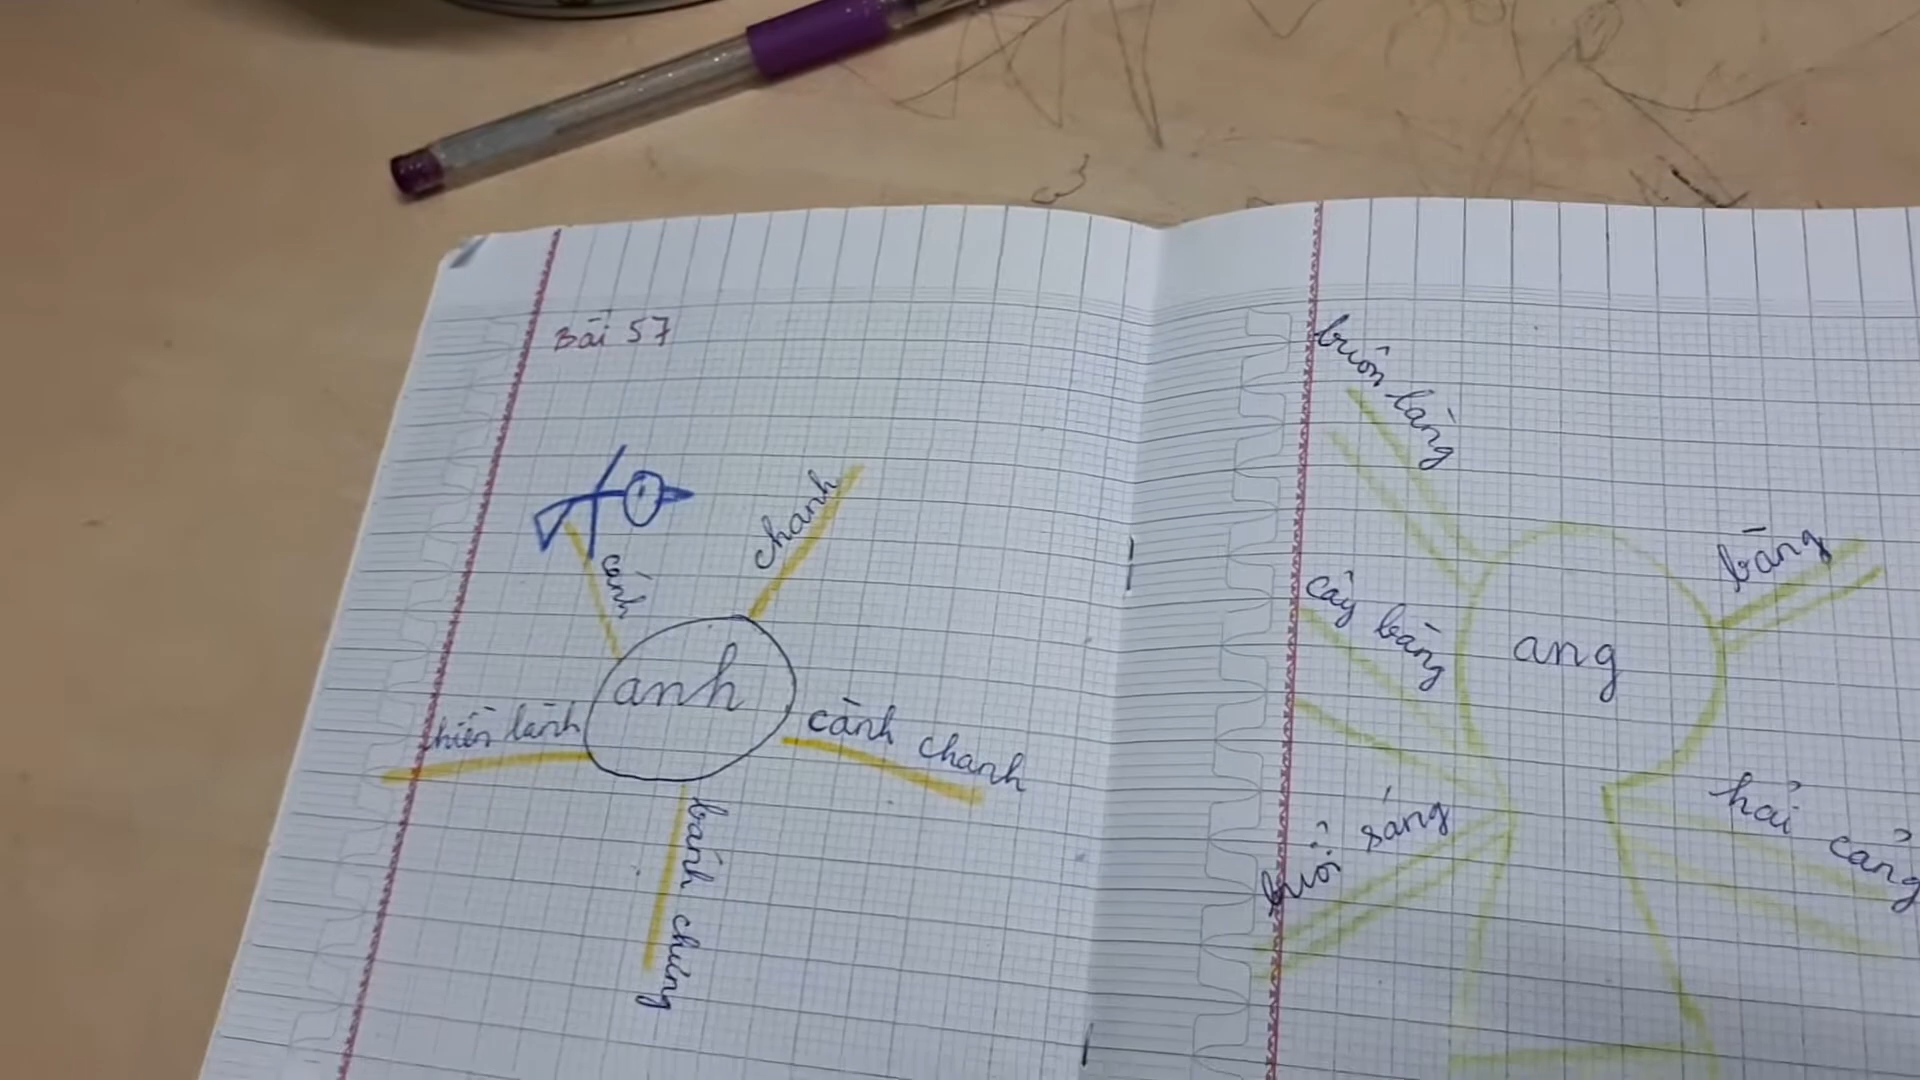 Bài 57
cánh
chanh
anh
hiền lành
cành chanh
bánh chưng
buôn làng
bàng
cây bàng
ang
buổi sáng
hải cảng